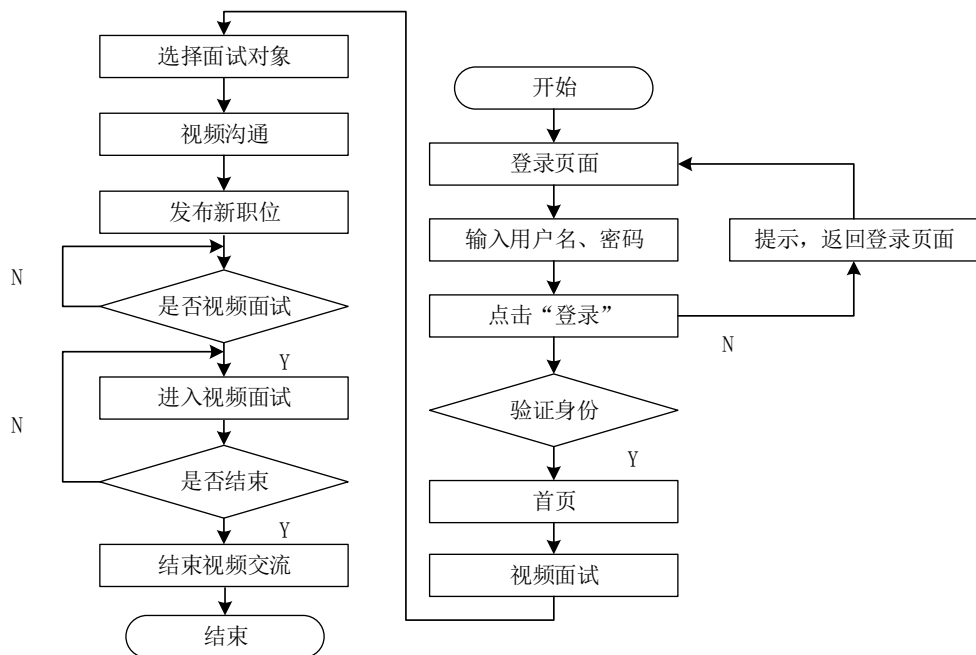 选择面试对象
视频沟通
发布新职位
N
是否视频面试
Y
进入视频面试
N
是否结束
Y
结束视频交流
结束
开始
登录页面
输入用户名、密码
提示，返回登录页面
点击“登录”
N
验证身份
Y
首页
视频面试